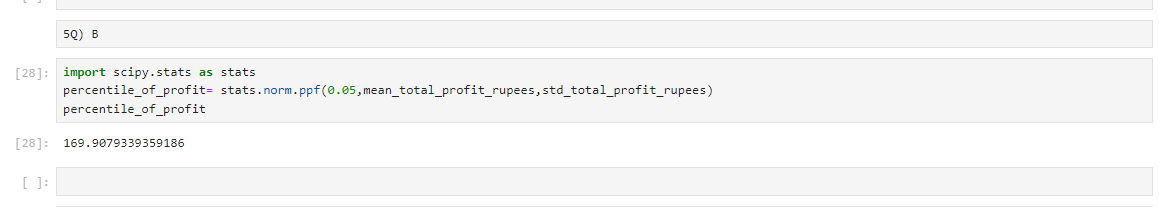 [ ]:
5Q) B
[28]:
import scipy.stats as stats
percentile_of_profit= stats.norm.ppf(0.05,mean_total_profit_rupees,std_total_profit_rupees)
percentile_of_profit
[28]:
169.9079339359186
[ ]: